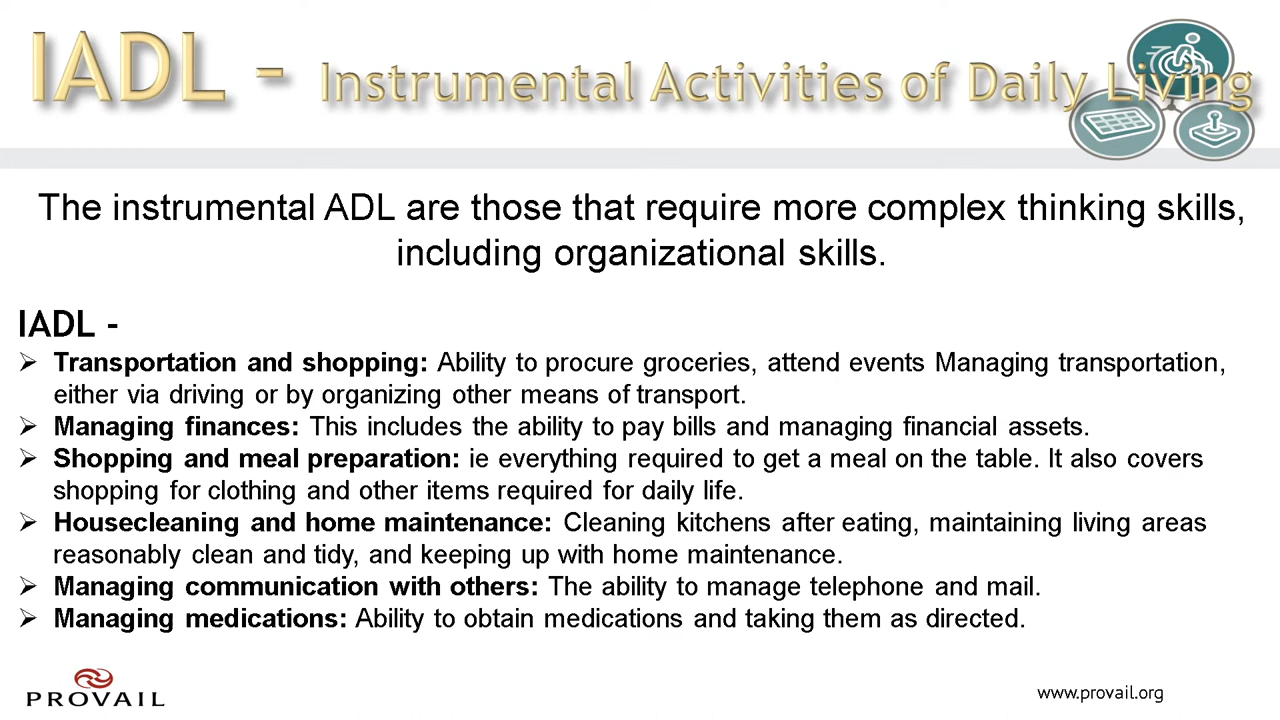 IADL - Instrumental Activities of Daily Living
The instrumental ADL are those that require more complex thinking skills,
including organizational skills.
IADL -
➢ Transportation and shopping: Ability to procure groceries, attend events Managing transportation,
either via driving or by organizing other means of transport.
➢ Managing finances: This includes the ability to pay bills and managing financial assets.
➢ Shopping and meal preparation: ie everything required to get a meal on the table. It also covers
shopping for clothing and other items required for daily life.
➢ Housecleaning and home maintenance: Cleaning kitchens after eating, maintaining living areas
reasonably clean and tidy, and keeping up with home maintenance.
➢ Managing communication with others: The ability to manage telephone and mail.
➢ Managing medications: Ability to obtain medications and taking them as directed.
PROVAIL
www.provail.org